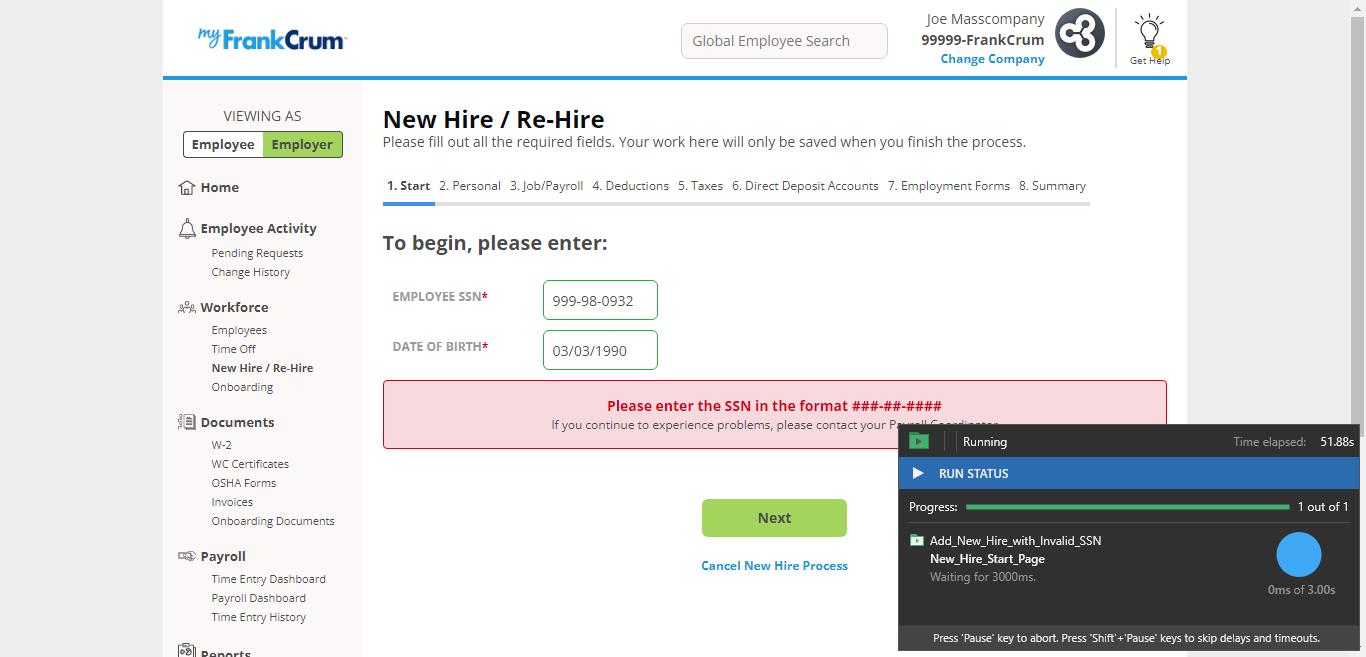 my FrankCrum
Global Employee Search
Joe Masscompany
99999-FrankCrum
Change Company
1
Get Help
VIEWING AS
Employee Employer
Home
Employee Activity
Pending Requests
Change History
Workforce
Employees
Time Off
New Hire / Re-Hire
Onboarding
Documents
W-2
WC Certificates
OSHA Forms
Invoices
Onboarding Documents
Payroll
Time Entry Dashboard
Payroll Dashboard
Time Entry History
Reports
New Hire / Re-Hire
Please fill out all the required fields. Your work here will only be saved when you finish the process.
1. Start 2. Personal 3. Job/Payroll 4. Deductions 5. Taxes 6. Direct Deposit Accounts 7. Employment Forms 8. Summary
To begin, please enter:
EMPLOYEE SSN* 999-98-0932
DATE OF BIRTH* 03/03/1990
Please enter the SSN in the format ###-##-####
If you continue to experience problems, please contact your Payroll Coordinator
Next
Cancel New Hire Process
Running Time elapsed: 51.88s
RUN STATUS
Progress: 1 out of 1
Add_New_Hire_with_Invalid_SSN
New_Hire_Start_Page
Waiting for 3000ms.
0ms of 3.00s
Press 'Pause' key to abort. Press 'Shift'+'Pause' keys to skip delays and timeouts.